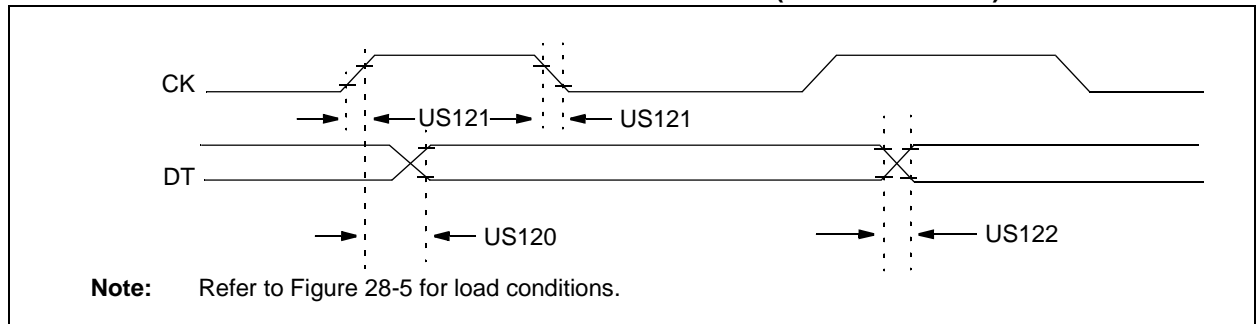 CK
US121 US121
DT
US120 US122
Note: Refer to Figure 28-5 for load conditions.